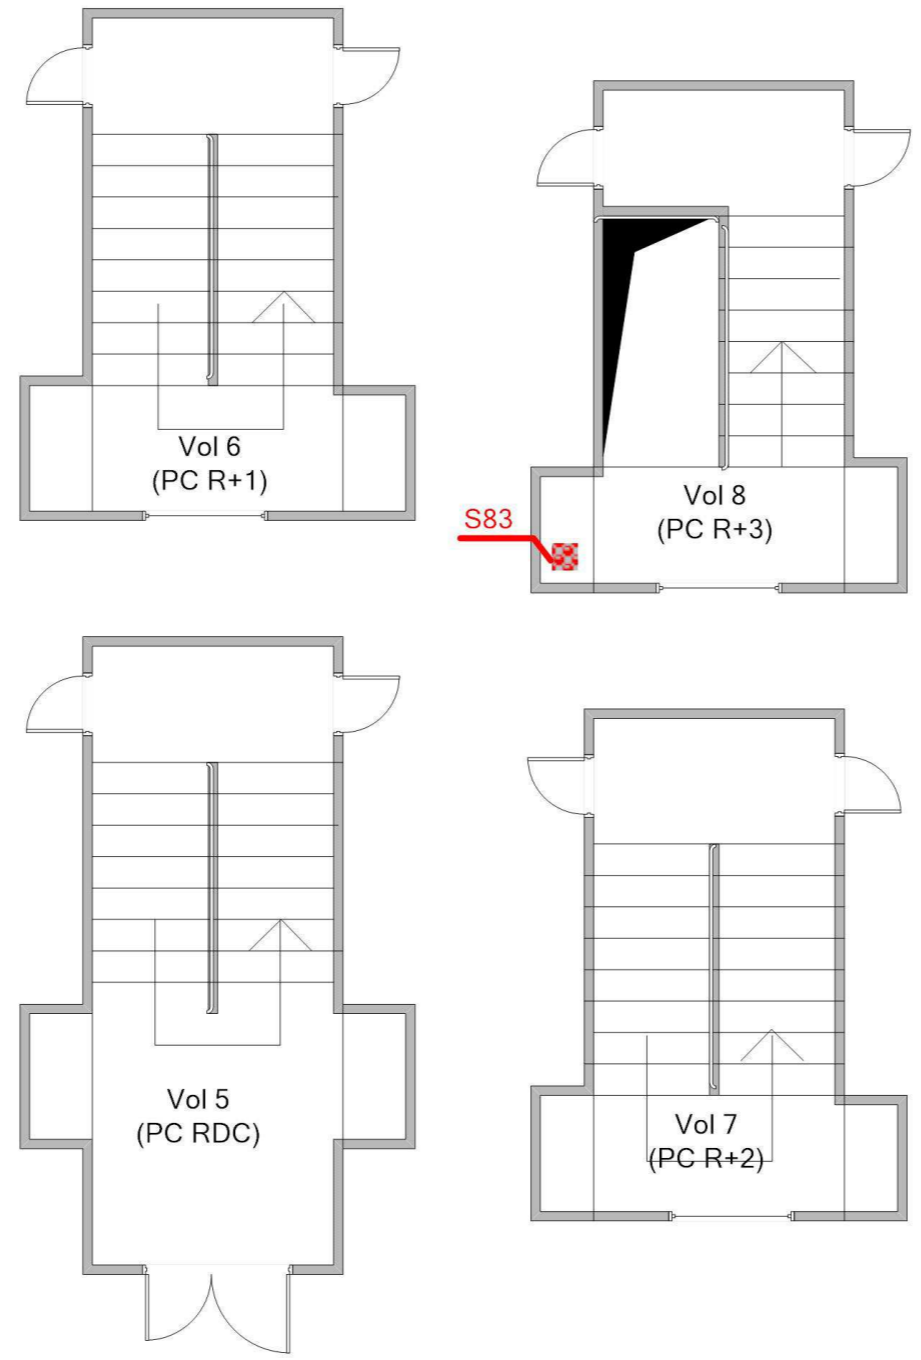 Vol 6
(PC R+1)
S83
Vol 8
(PC R+3)
Vol 5
(PC RDC)
Vol 7
(PC R+2)